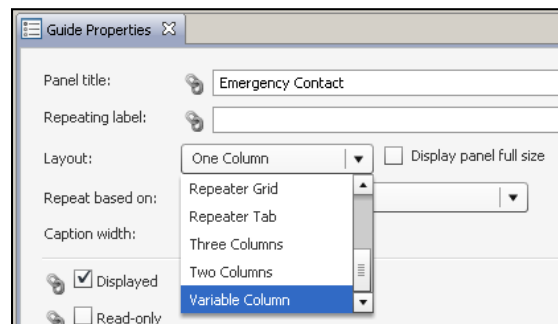 Guide Properties
Panel title: Emergency Contact
Repeating label:
Layout: One Column Display panel full size
Repeater Grid
Repeat based on:
Repeater Tab
Caption width:
Three Columns
Two Columns
Displayed
Variable Column
Read-only